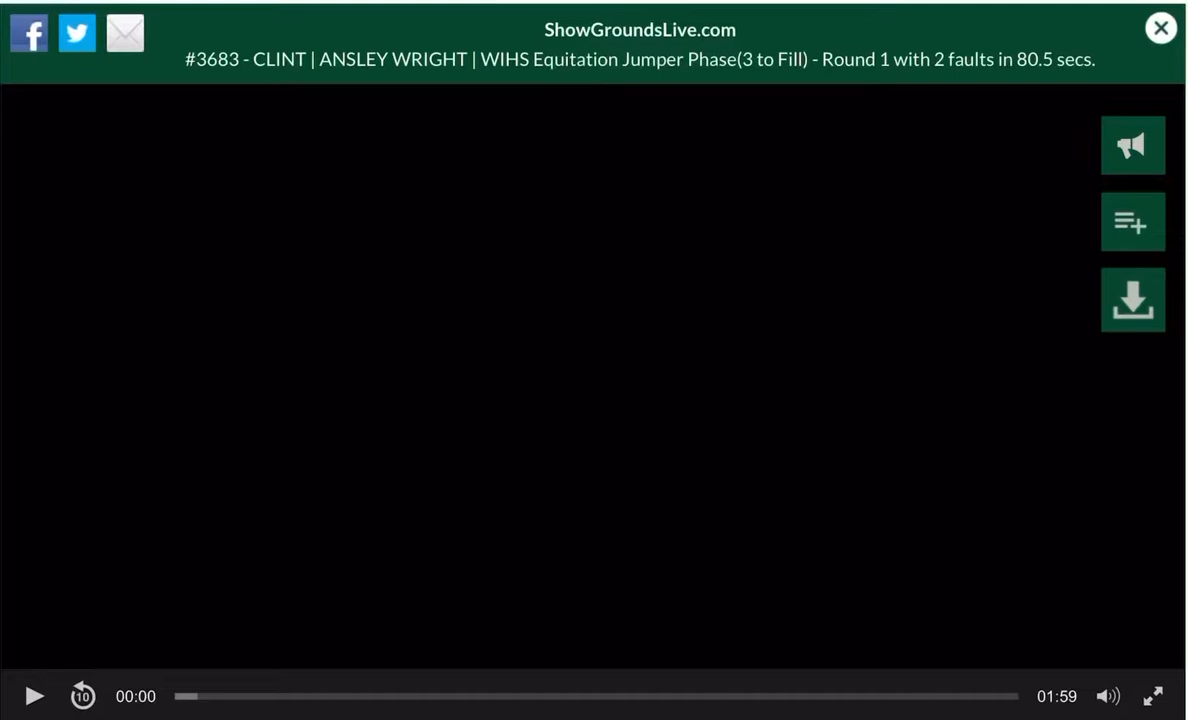 ShowGroundsLive.com
#3683 - CLINT | ANSLEY WRIGHT | WIHS Equitation Jumper Phase(3 to Fill) - Round 1 with 2 faults in 80.5 secs.
10
00:00
01:59